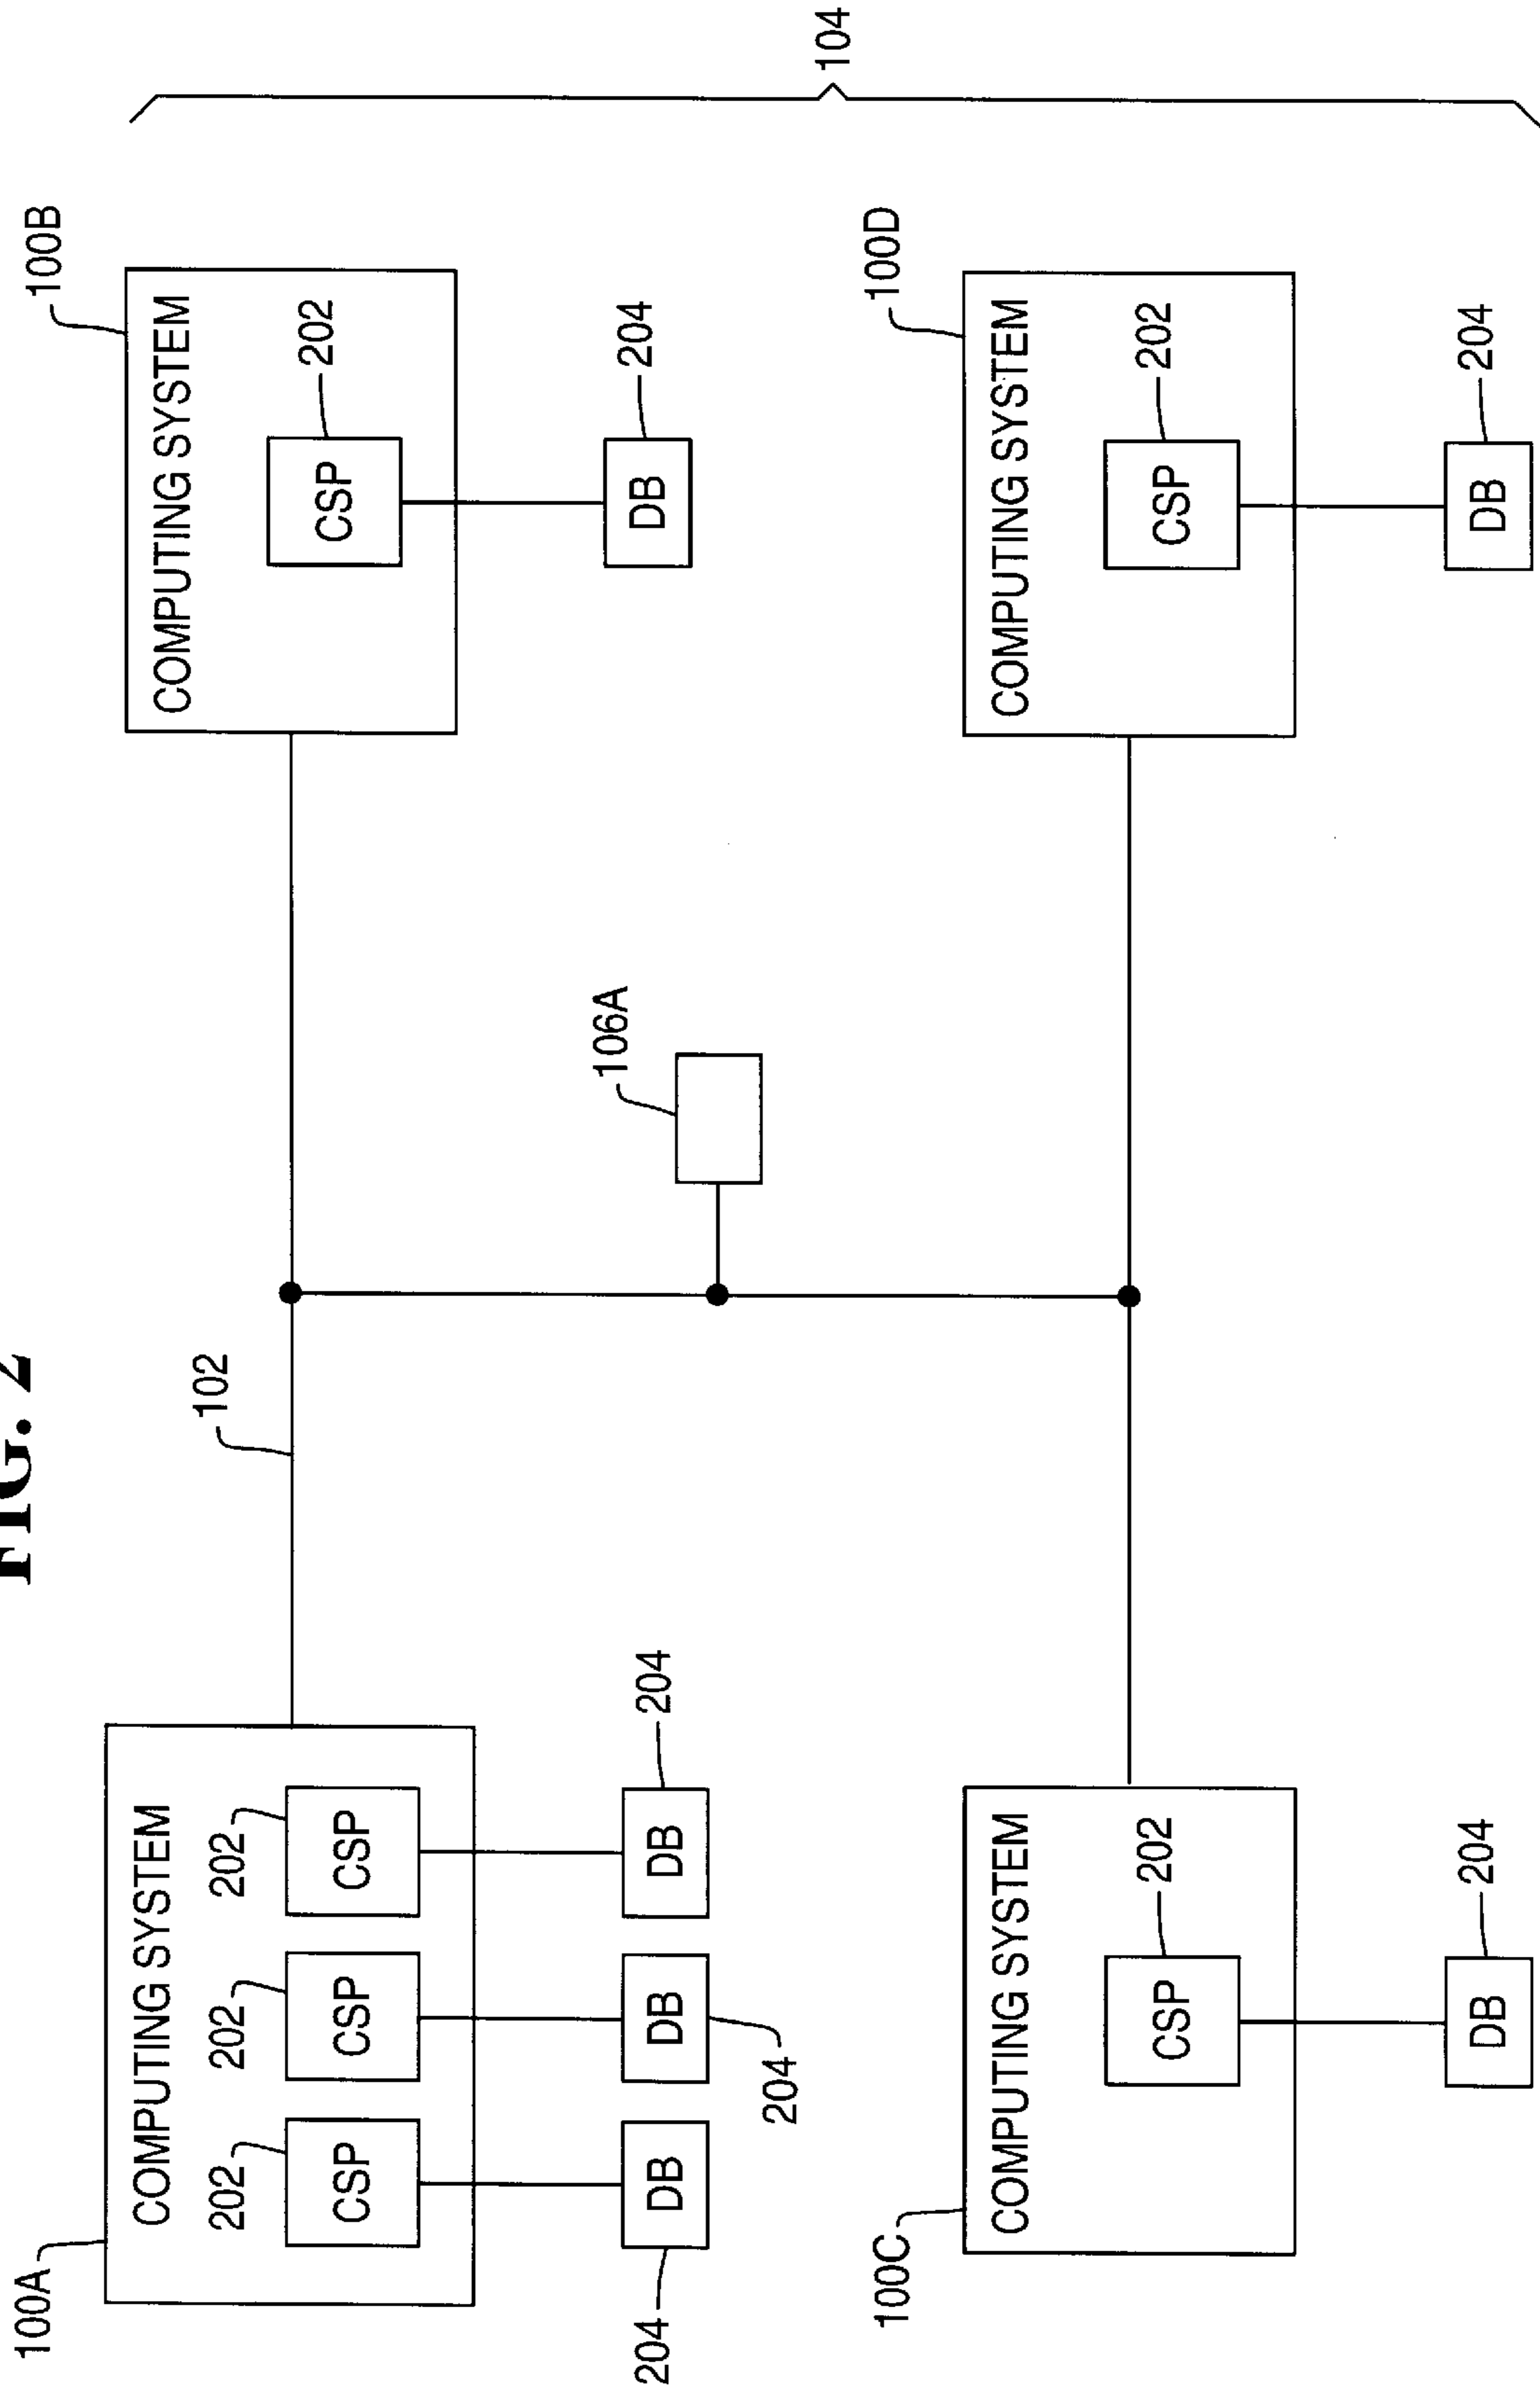 FIG. 2
100A
COMPUTING SYSTEM
202
202
202
CSP
CSP
CSP
DB
DB
DB
204
204
204
102
100B
COMPUTING SYSTEM
202
CSP
DB
204
106A
100C
COMPUTING SYSTEM
202
CSP
DB
204
100D
COMPUTING SYSTEM
202
CSP
DB
204
104